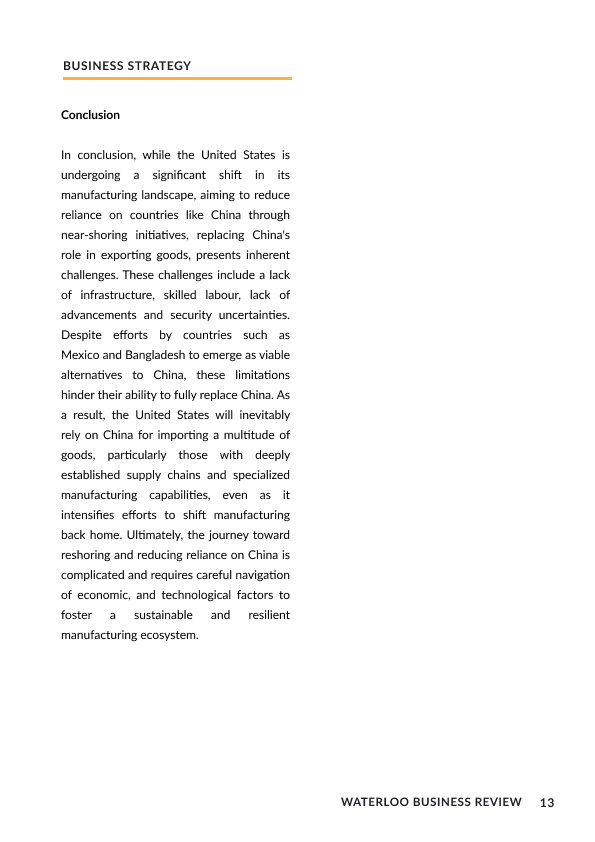 BUSINESS STRATEGY
Conclusion
In conclusion, while the United States is
undergoing a significant shift in its
manufacturing landscape, aiming to reduce
reliance on countries like China through
near-shoring initiatives, replacing China's
role in exporting goods, presents inherent
challenges. These challenges include a lack
of infrastructure, skilled labour, lack of
advancements and security uncertainties.
Despite efforts by countries such as
Mexico and Bangladesh to emerge as viable
alternatives to China, these limitations
hinder their ability to fully replace China. As
a result, the United States will inevitably
rely on China for importing a multitude of
goods, particularly those with deeply
established supply chains and specialized
manufacturing capabilities, even as it
intensifies efforts to shift manufacturing
back home. Ultimately, the journey toward
reshoring and reducing reliance on China is
complicated and requires careful navigation
of economic, and technological factors to
foster a sustainable and resilient
manufacturing ecosystem.
WATERLOO BUSINESS REVIEW 13